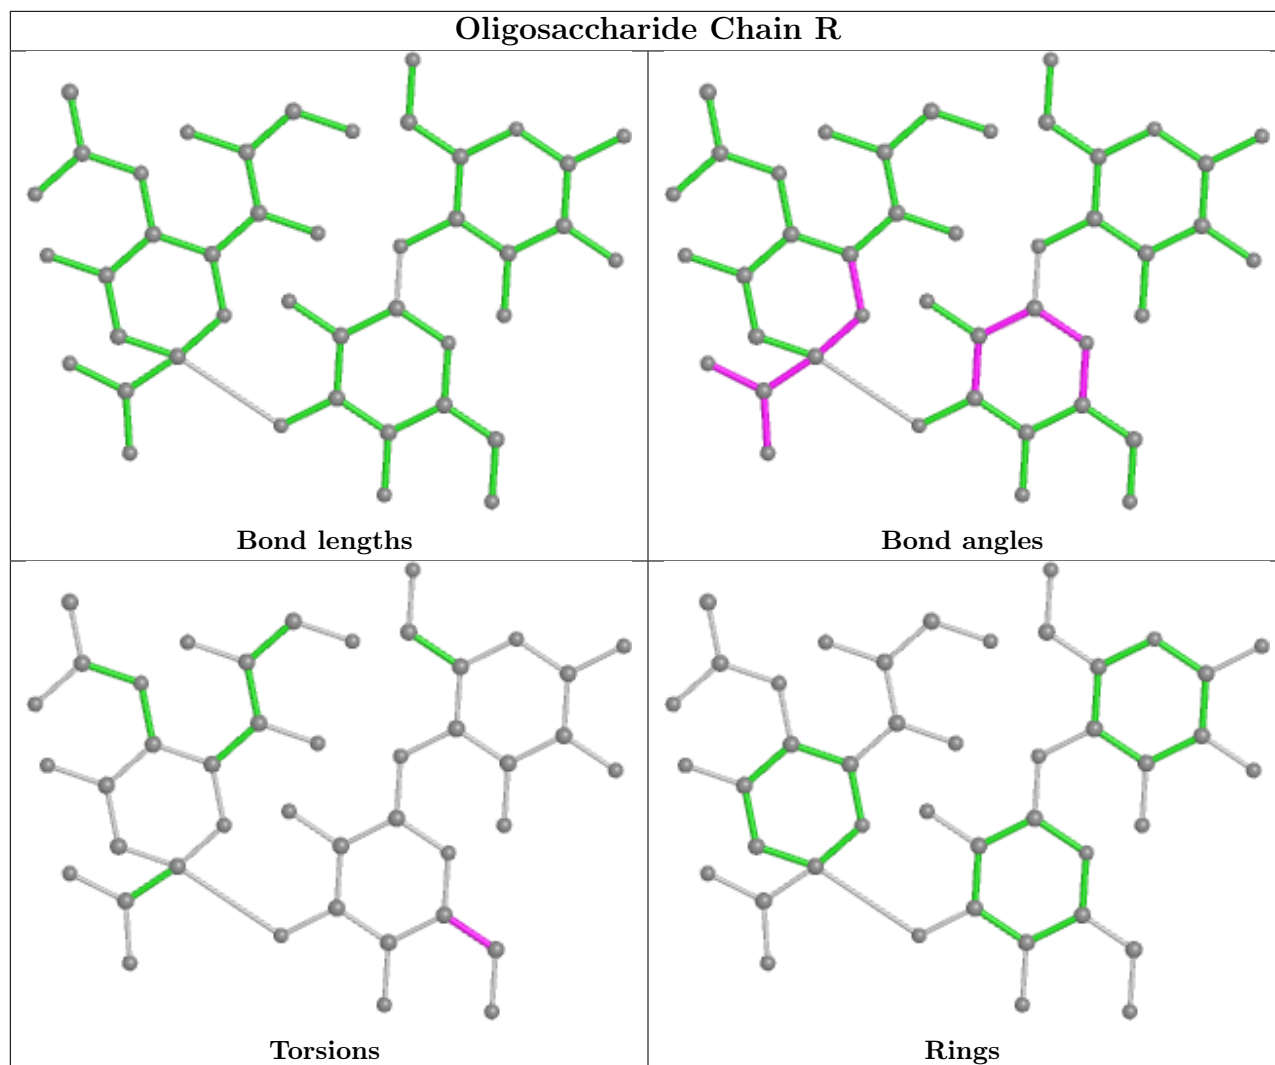 Oligosaccharide Chain R
Bond lengths
Bond angles
Torsions
Rings